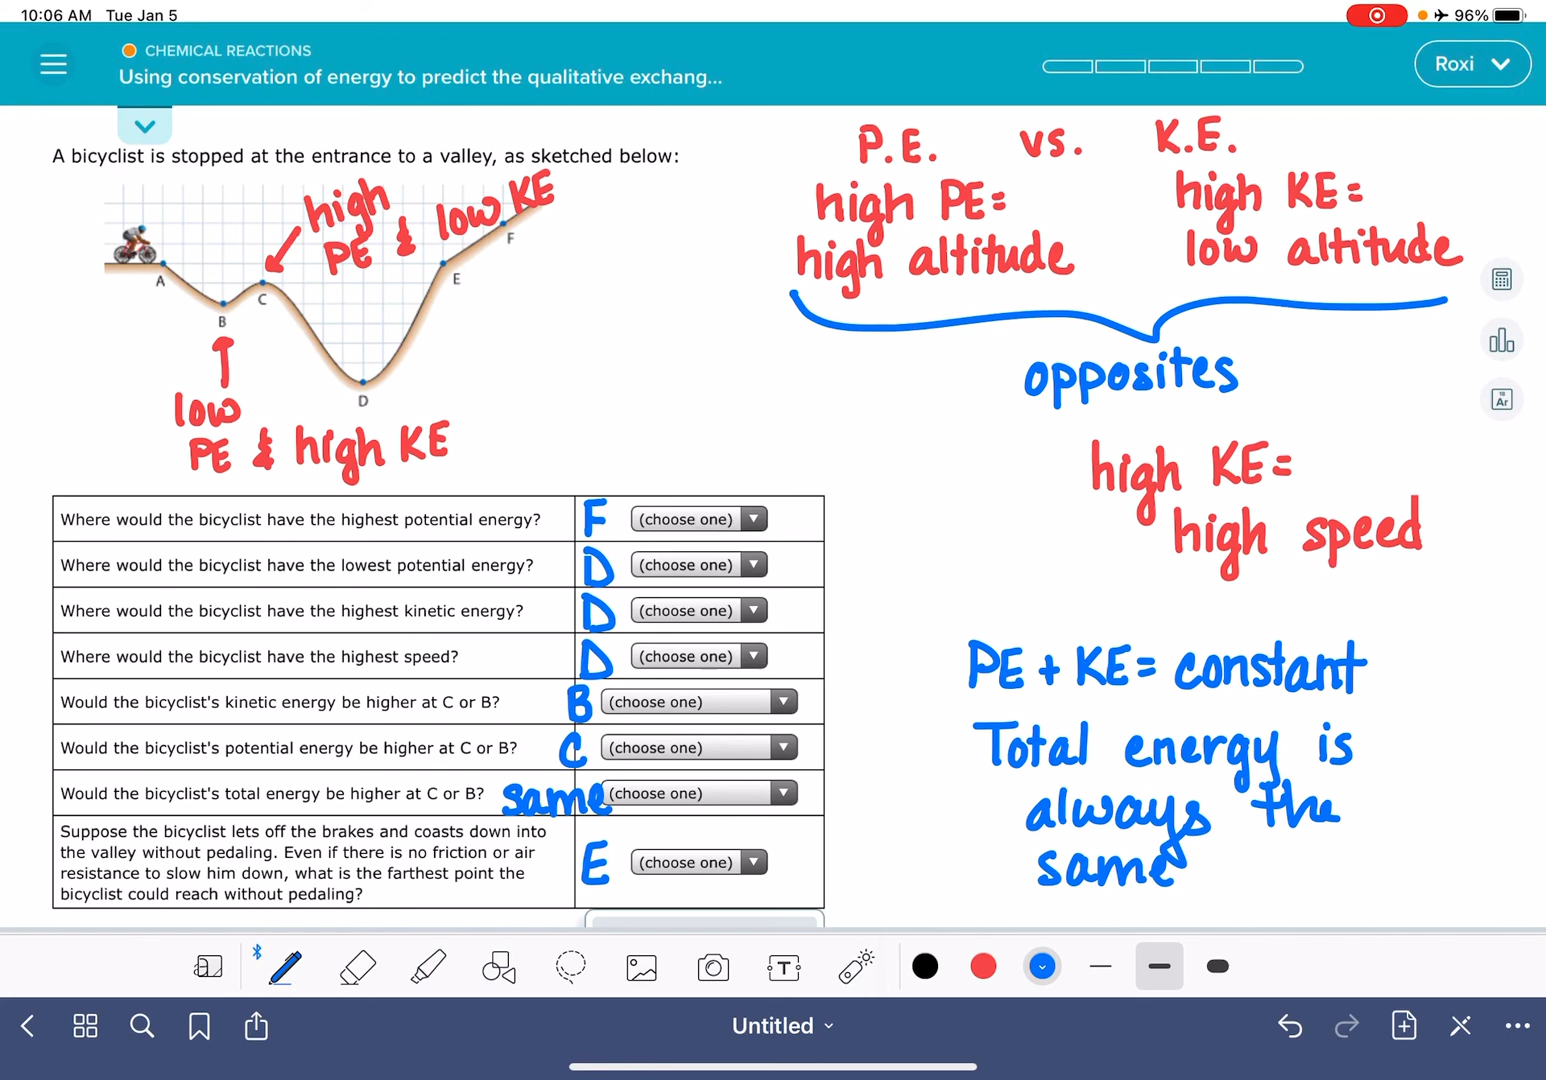 10:06 AM Tue Jan 5
96%
CHEMICAL REACTIONS
Using conservation of energy to predict the qualitative exchang...
Roxi
A bicyclist is stopped at the entrance to a valley, as sketched below:
A
B
C
D
E
F
high
PE & low KE
low
PE & high KE
P.E. vs. K.E.
high PE=
high altitude
high KE=
low altitude
opposites
high KE=
high speed
PE + KE = constant
Total energy is
always the
same
Where would the bicyclist have the highest potential energy? F (choose one)
Where would the bicyclist have the lowest potential energy? D (choose one)
Where would the bicyclist have the highest kinetic energy? D (choose one)
Where would the bicyclist have the highest speed? D (choose one)
Would the bicyclist's kinetic energy be higher at C or B? B (choose one)
Would the bicyclist's potential energy be higher at C or B? C (choose one)
Would the bicyclist's total energy be higher at C or B? same (choose one)
Suppose the bicyclist lets off the brakes and coasts down into
the valley without pedaling. Even if there is no friction or air
resistance to slow him down, what is the farthest point the
bicyclist could reach without pedaling?
E (choose one)
18
Ar
T
Untitled